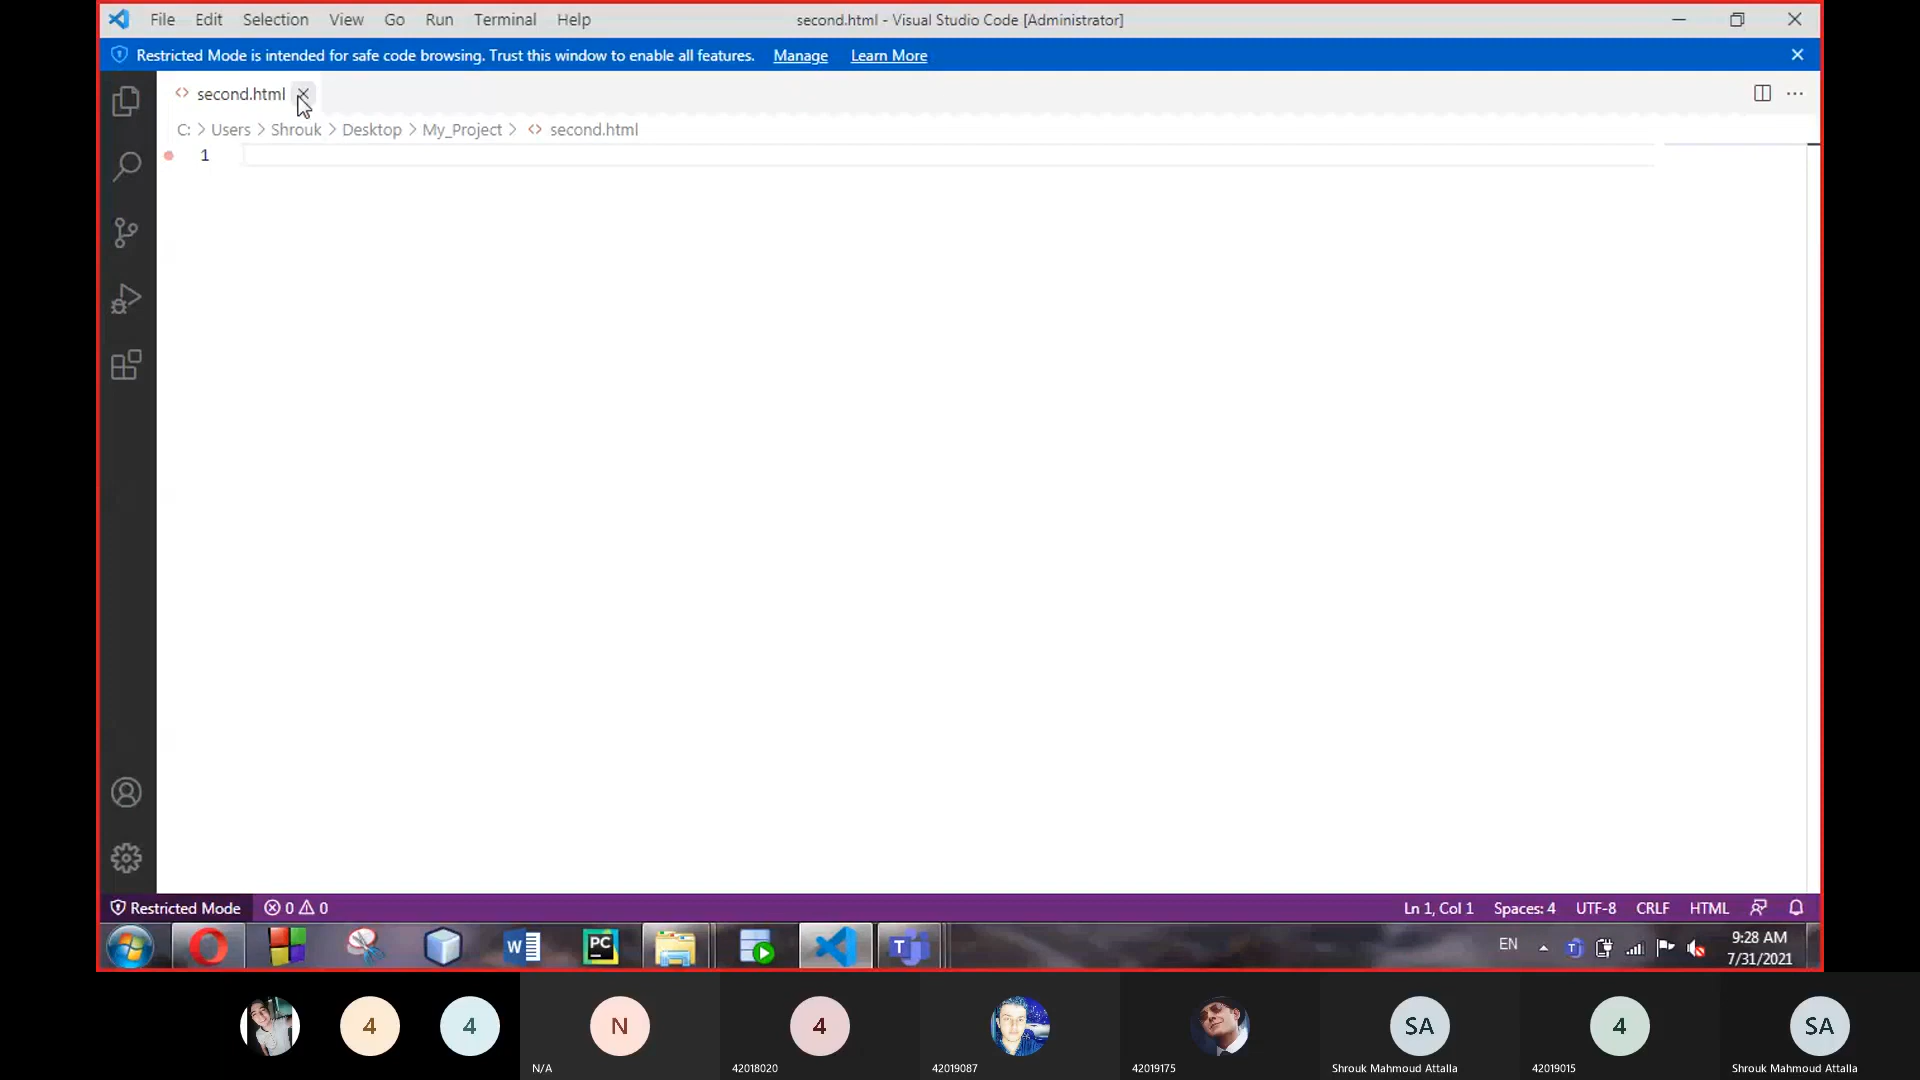 File Edit Selection View Go Run Terminal Help second.html - Visual Studio Code [Administrator]
Restricted Mode is intended for safe code browsing. Trust this window to enable all features. Manage Learn More
second.html
C: > Users > Shrouk > Desktop > My_Project > second.html
1
Restricted Mode 0 0 Ln 1, Col 1 Spaces: 4 UTF-8 CRLF HTML
W PC T EN T 9:28 AM
7/31/2021
4 4 N 4 SA 4 SA
N/A 42018020 42019087 42019175 Shrouk Mahmoud Attalla 42019015 Shrouk Mahmoud Attalla